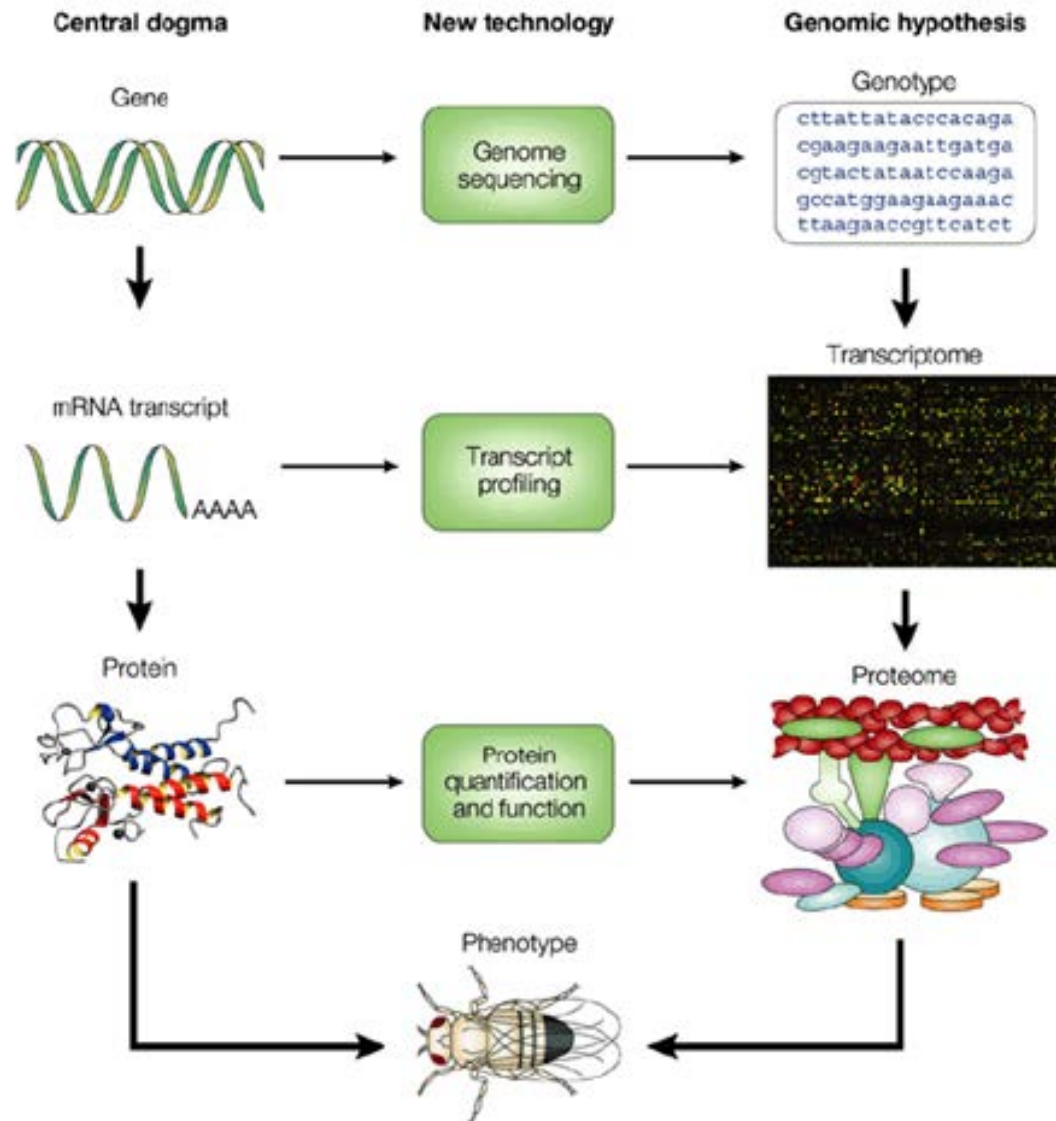 Central dogma
New technology
Genomic hypothesis
Gene
Genome
sequencing
Genotype
cttattatacccacaga
cgaagaagaattgatga
cgtactataatccaaga
gccatggaagaagaaac
ttaagaaccgttcatct
mRNA transcript
AAAA
Transcript
profiling
Transcriptome
Protein
Protein
quantification
and function
Proteome
Phenotype